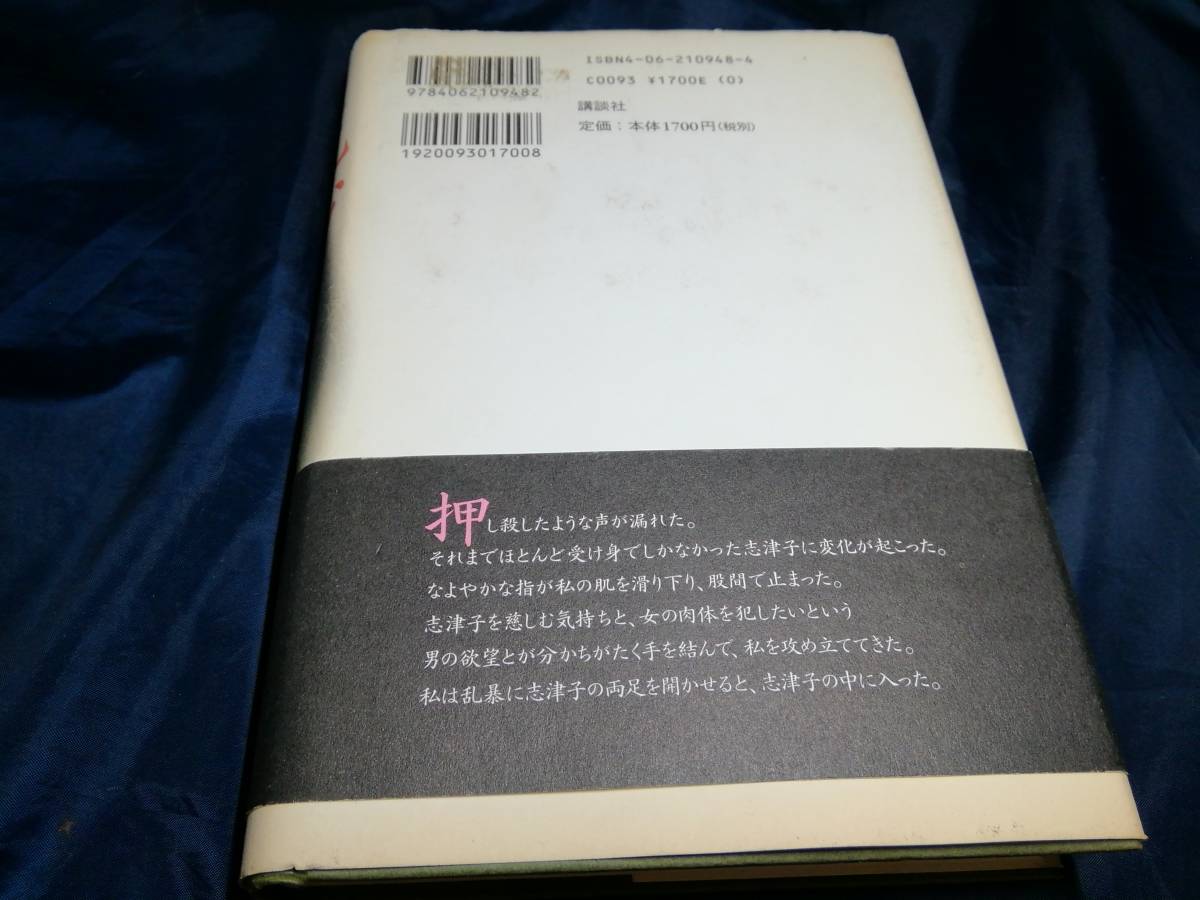 ISBN4-06-210948-4
9784062109482
C0093 ¥1700E (0)
講談社
定価：本体1700円(税別)
1920093017008
押し殺したような声が漏れた。
それまでほとんど受け身でしかなかった志津子に変化が起こった。
なよやかな指が私の肌を滑り下り、股間で止まった。
志津子を慈しむ気持ちと、女の肉体を犯したいという
男の欲望とが分かちがたく手を結んで、私を攻め立ててきた。
私は乱暴に志津子の両足を開かせると、志津子の中に入った。